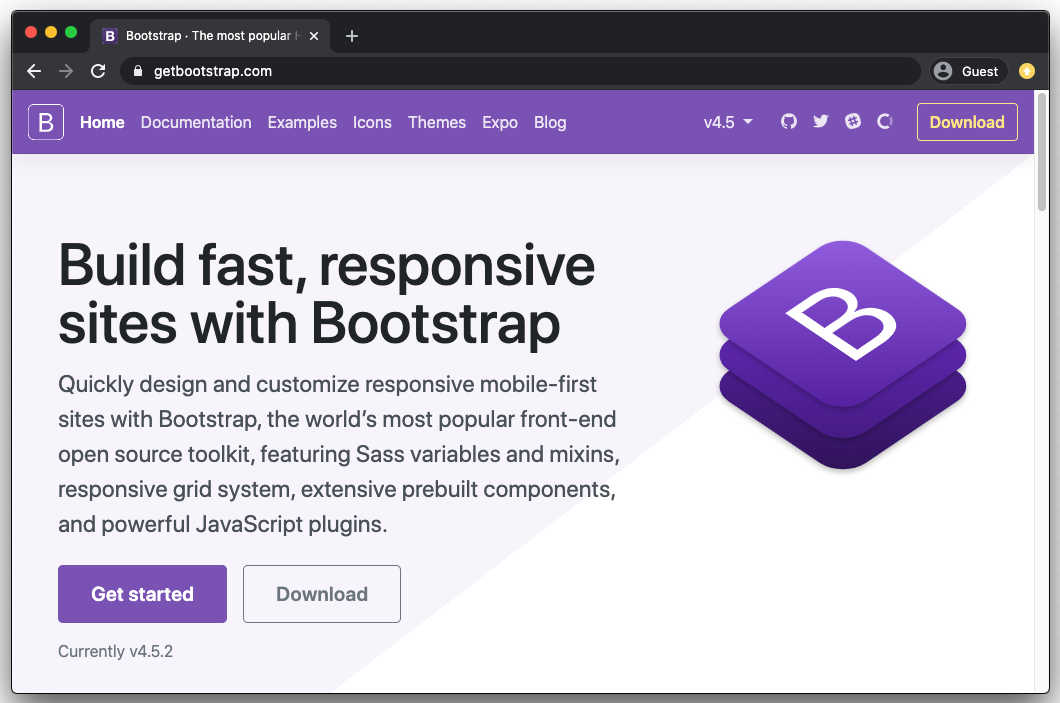 B Bootstrap · The most popular H
getbootstrap.com
Guest
B Home Documentation Examples Icons Themes Expo Blog v4.5 Download
Build fast, responsive
sites with Bootstrap
B
Quickly design and customize responsive mobile-first
sites with Bootstrap, the world’s most popular front-end
open source toolkit, featuring Sass variables and mixins,
responsive grid system, extensive prebuilt components,
and powerful JavaScript plugins.
Get started Download
Currently v4.5.2